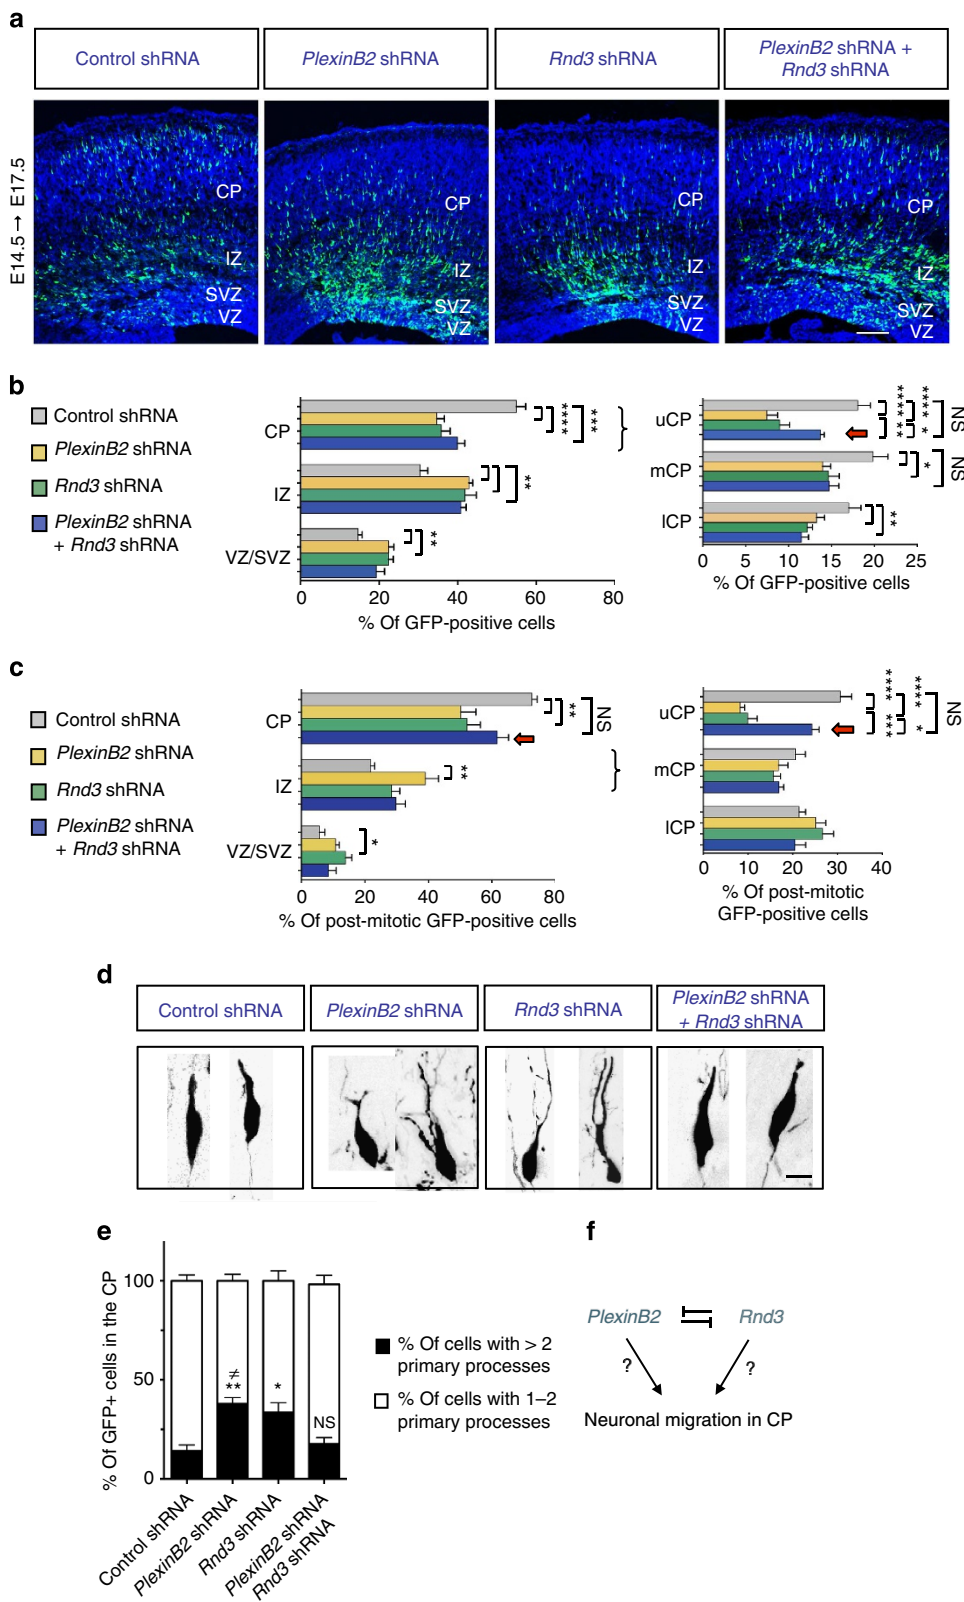 a
Control shRNA
PlexinB2 shRNA
Rnd3 shRNA
PlexinB2 shRNA +
Rnd3 shRNA
E14.5 → E17.5
CP
IZ
SVZ
VZ
CP
IZ
SVZ
VZ
CP
IZ
SVZ
VZ
CP
IZ
SVZ
VZ
b
Control shRNA
PlexinB2 shRNA
Rnd3 shRNA
PlexinB2 shRNA
+ Rnd3 shRNA
CP
IZ
VZ/SVZ
**** ***
**
**
0 20 40 60 80
% Of GFP-positive cells
uCP
mCP
lCP
**** **** NS
** *
* NS
**
0 5 10 15 20 25
% Of GFP-positive cells
c
Control shRNA
PlexinB2 shRNA
Rnd3 shRNA
PlexinB2 shRNA
+ Rnd3 shRNA
CP
IZ
VZ/SVZ
** NS
**
*
0 20 40 60 80
% Of post-mitotic GFP-positive cells
uCP
mCP
lCP
**** **** NS
*** *
0 10 20 30 40
% Of post-mitotic
GFP-positive cells
d
Control shRNA
PlexinB2 shRNA
Rnd3 shRNA
PlexinB2 shRNA
+ Rnd3 shRNA
e
% Of GFP+ cells in the CP
100
50
0
≠
**
*
NS
Control shRNA
PlexinB2 shRNA
Rnd3 shRNA
PlexinB2 shRNA
Rnd3 shRNA
% Of cells with > 2
primary processes
% Of cells with 1–2
primary processes
f
PlexinB2
Rnd3
?
?
Neuronal migration in CP